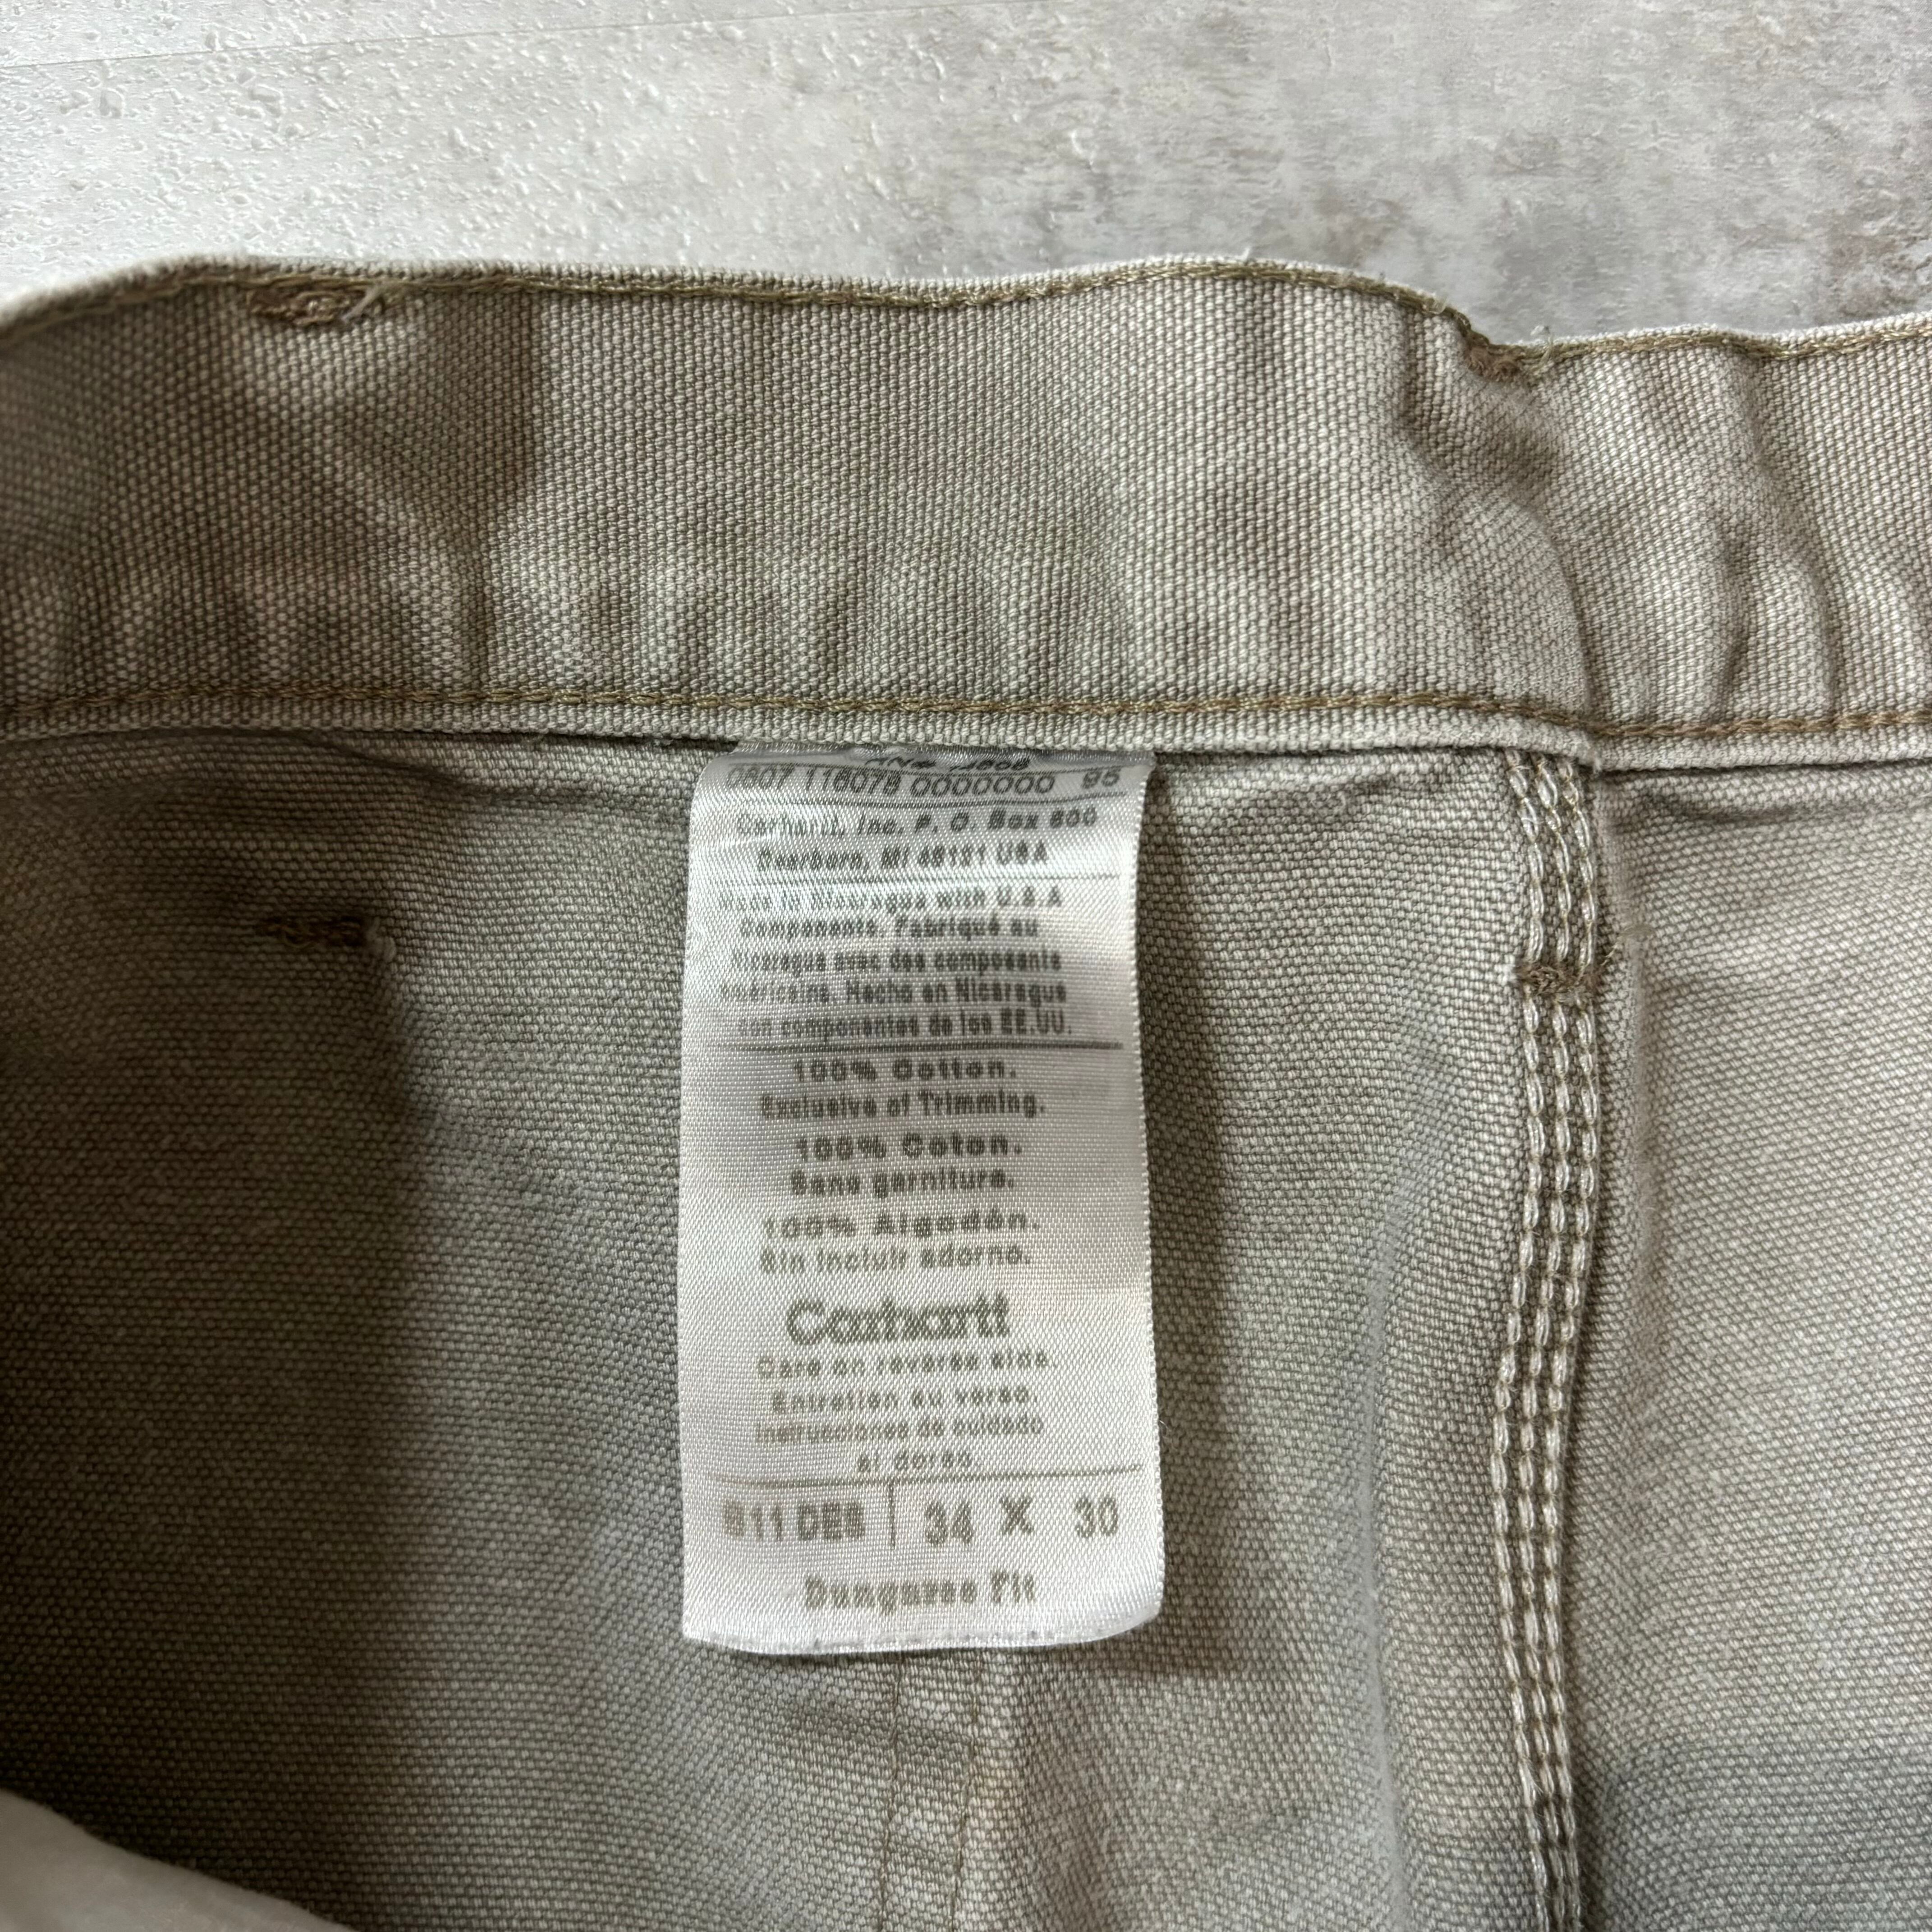 0807 116078 0000000 95
Carhartt, Inc. P. O. Box 600
Dearborn, MI 48121 USA
Made in Nicaragua with U.S.A
Components. Fabriqué au
Nicaragua avec des composants
américains. Hecho en Nicaragua
con componentes de los EE.UU.
100% Cotton.
Exclusive of Trimming.
100% Coton.
Sans garniture.
100% Algodón.
Sin incluir adorno.
Carhartt
Care on reverse side.
Entretien au verso
Instrucciones de cuidado
al dorso.
B11 DES 34 X 30
Dungaree Fit